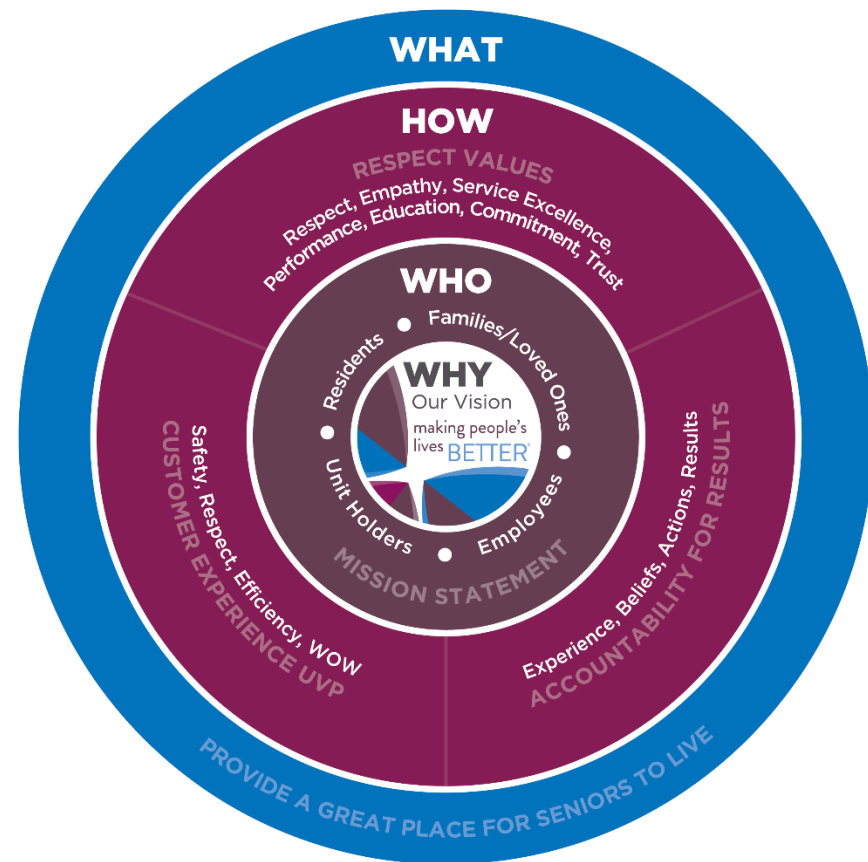 WHAT
HOW
RESPECT VALUES
Respect, Empathy, Service Excellence,
Performance, Education, Commitment, Trust
WHO
Residents
Families/Loved Ones
WHY
Our Vision
making people's
lives BETTER®
Unit Holders
Employees
MISSION STATEMENT
Safety, Respect, Efficiency, WOW
CUSTOMER EXPERIENCE UVP
Experience, Beliefs, Actions, Results
ACCOUNTABILITY FOR RESULTS
PROVIDE A GREAT PLACE FOR SENIORS TO LIVE